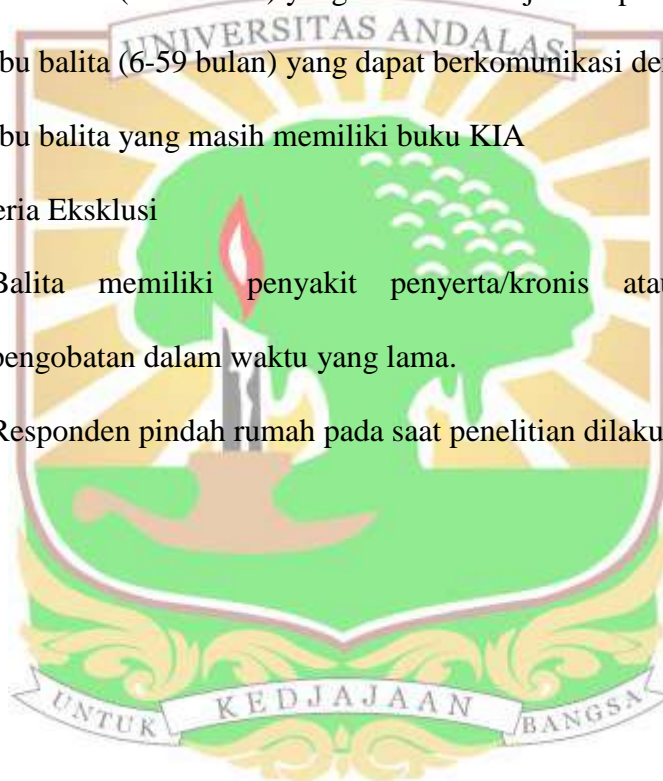 yang
UNIVERSITAS ANDALAS
bu balita (6-59 bulan) yang dapat berkomunikasi
bu balita yang masih memiliki buku KIA
eria Eksklusi
Balita memiliki penyakit penyerta/kronis atau
pengobatan dalam waktu yang lama.
Responden pindah rumah pada saat penelitian dilaku
UNTUK KEDJAJAAN BANGSA